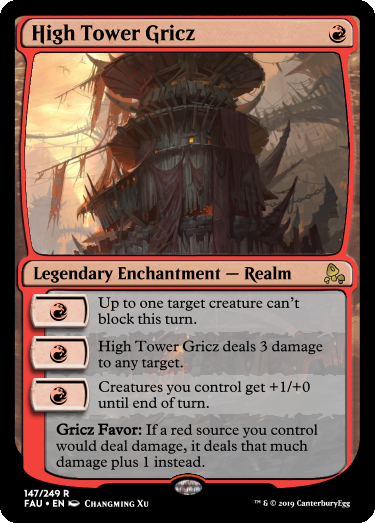 High Tower Gricz
Legendary Enchantment — Realm
Up to one target creature can't
block this turn.
High Tower Gricz deals 3 damage
to any target.
Creatures you control get +1/+0
until end of turn.
Gricz Favor: If a red source you control
would deal damage, it deals that much
damage plus 1 instead.
147/249 R
FAU • EN Changming Xu
™ & © 2019 CanterburyEgg